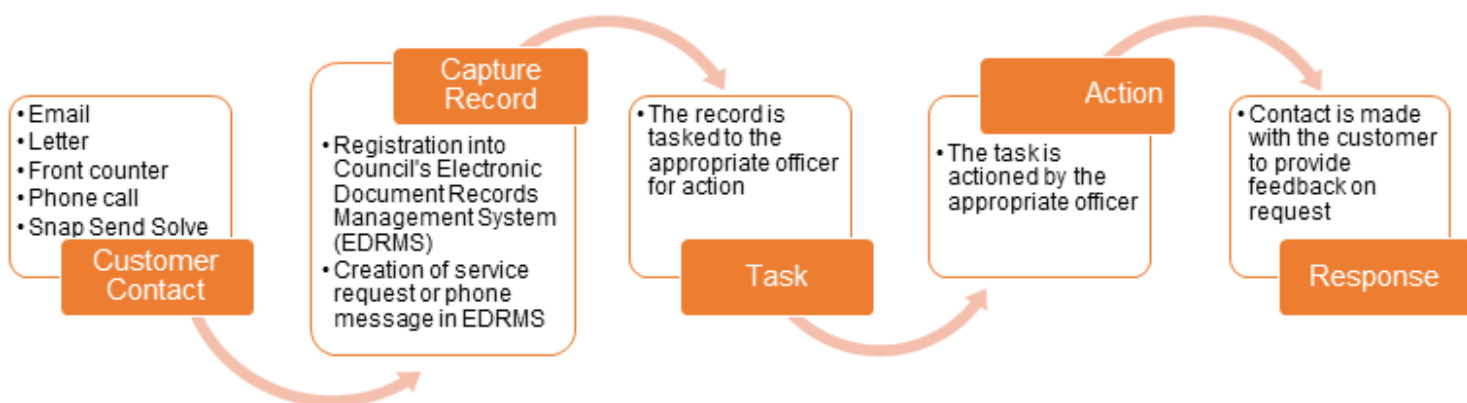 • Email
• Letter
• Front counter
• Phone call
• Snap Send Solve
Customer
Contact
Capture
Record
• Registration into
Council's Electronic
Document Records
Management System
(EDRMS)
• Creation of service
request or phone
message in EDRMS
• The record is
tasked to the
appropriate officer
for action
Task
Action
• The task is
actioned by the
appropriate officer
• Contact is made
with the customer
to provide
feedback on
request
Response